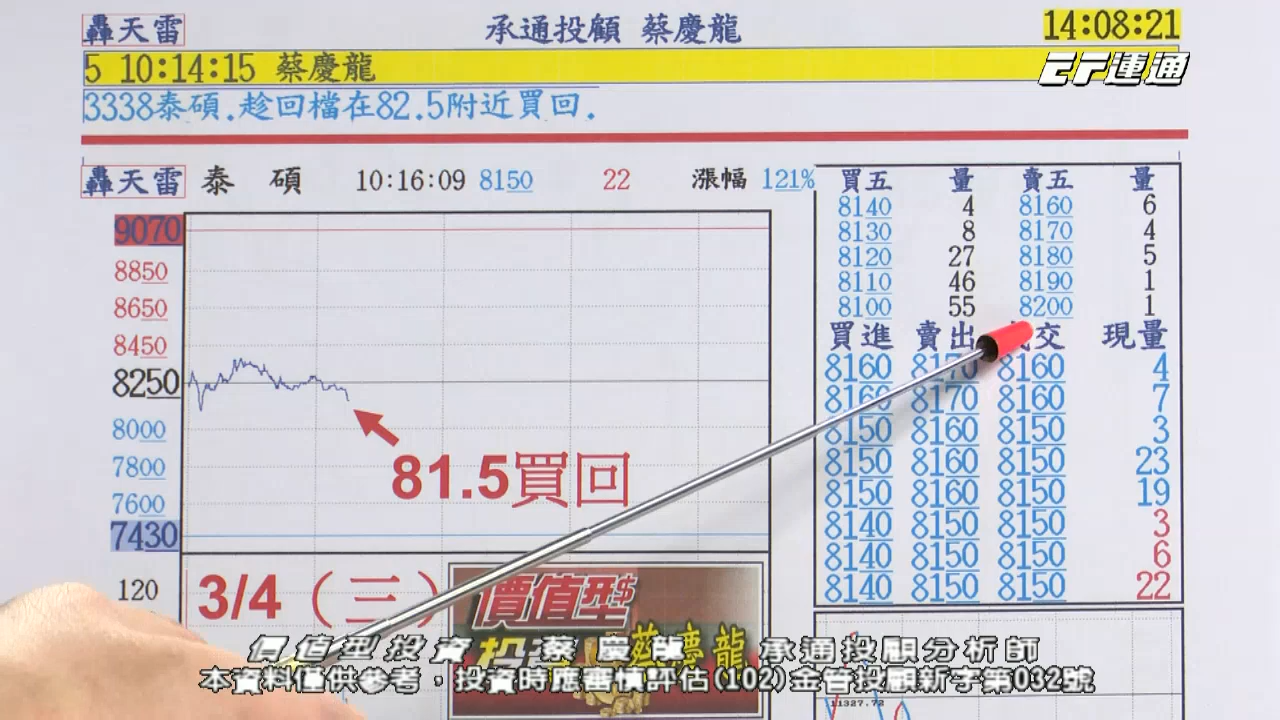 轟天雷 承通投顧 蔡慶龍 14:08:21
5 10:14:15 蔡慶龍
EF運通
3338泰碩.趁回檔在82.5附近買回.
轟天雷 泰碩 10:16:09 8150 22 漲幅 121%
買五 量 賣五 量
8140 4 8160 6
8130 8 8170 4
8120 27 8180 5
8110 46 8190 1
8100 55 8200 1
買進 賣出 交 現量
8160 8170 8160 4
8160 8170 8160 7
8150 8160 8150 3
8150 8160 8150 23
8150 8160 8150 19
8140 8150 8150 3
8140 8150 8150 6
8140 8150 8150 22
9070
8850
8650
8450
8250
8000
7800
7600
7430
120
81.5買回
3/4（三）
價值型$
投 蔡慶龍
11327.72
價值型投資 蔡慶龍 承通投顧分析師
本資料僅供參考，投資時應審慎評估(102)金管投顧新字第032號